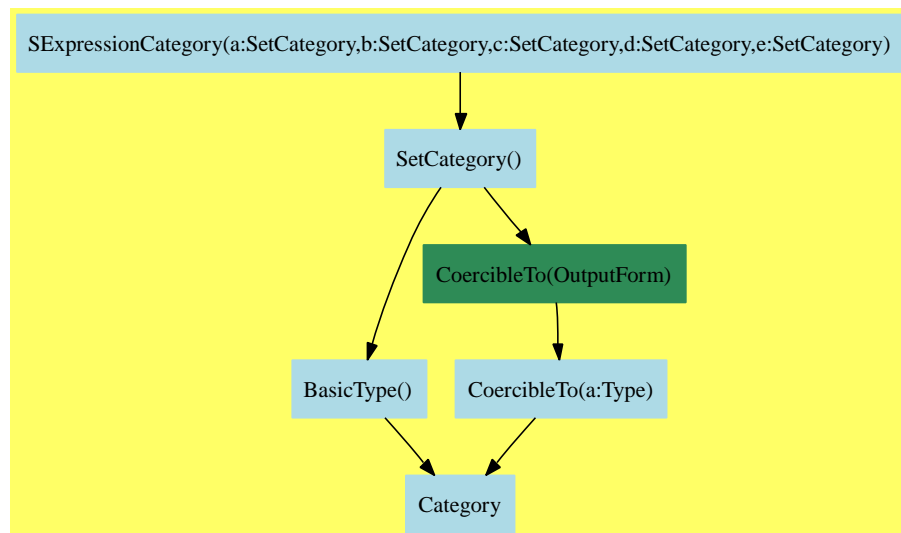 SExpressionCategory(a:SetCategory,b:SetCategory,c:SetCategory,d:SetCategory,e:SetCategory)
SetCategory()
CoercibleTo(OutputForm)
BasicType()
CoercibleTo(a:Type)
Category